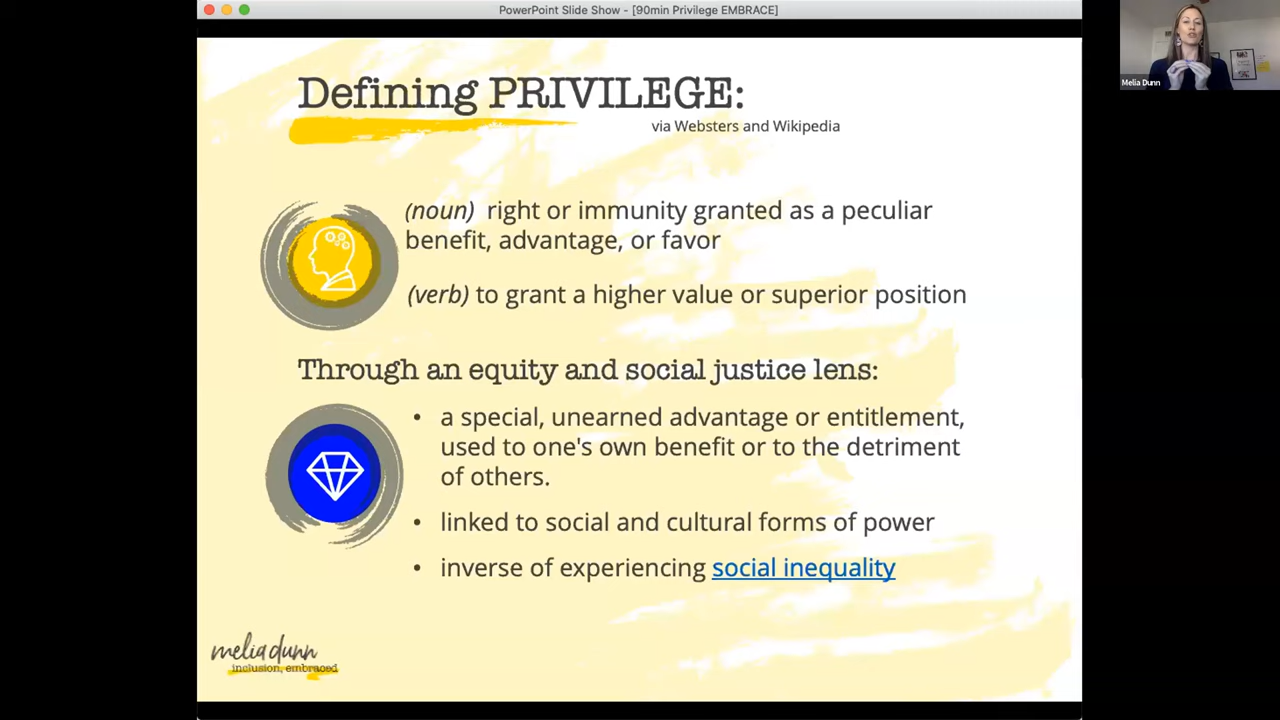 PowerPoint Slide Show - [90min Privilege EMBRACE]
Melia Dunn
Defining PRIVILEGE:
via Websters and Wikipedia
(noun) right or immunity granted as a peculiar
benefit, advantage, or favor
(verb) to grant a higher value or superior position
Through an equity and social justice lens:
• a special, unearned advantage or entitlement,
used to one's own benefit or to the detriment
of others.
• linked to social and cultural forms of power
• inverse of experiencing social inequality
melia dunn
inclusion, embraced